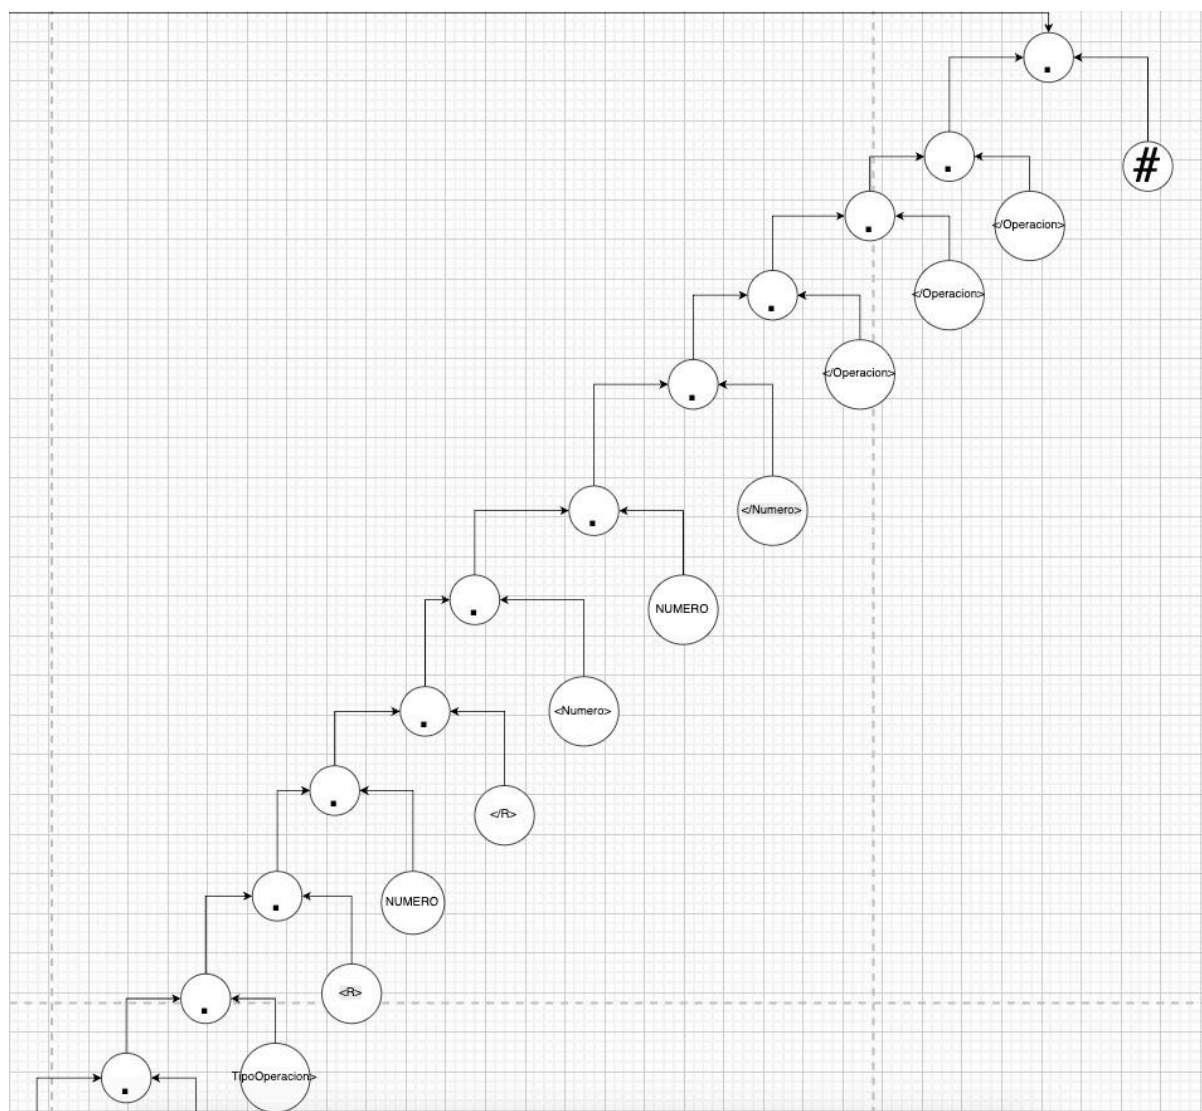 .
.
#
.
</Operacion>
.
</Operacion>
.
</Operacion>
.
</Numero>
.
NUMERO
.
<Numero>
.
</R>
.
NUMERO
.
<R>
.
TipoOperacion>
.